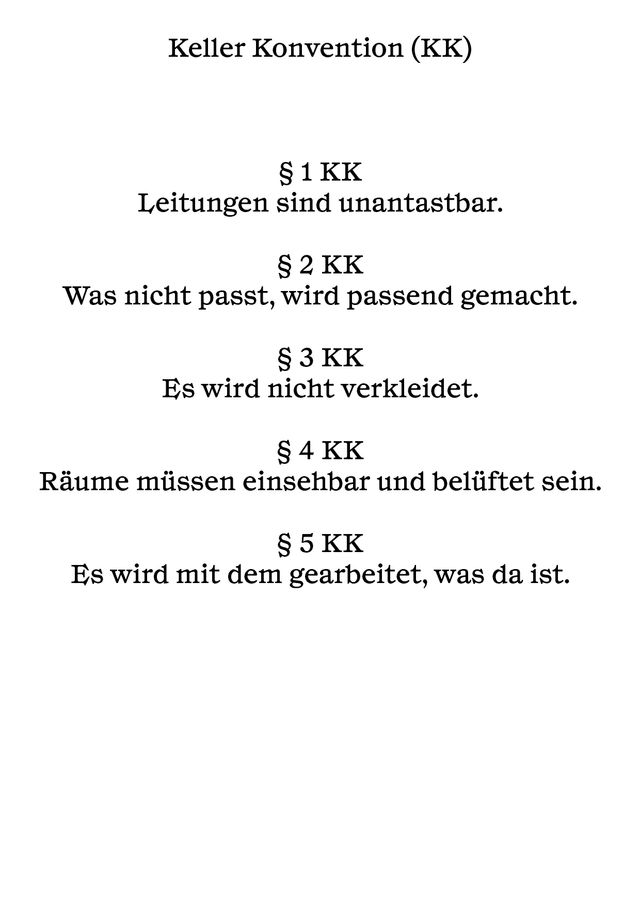 Keller Konvention (KK)
§ 1 KK
Leitungen sind unantastbar.
§ 2 KK
Was nicht passt, wird passend gemacht.
§ 3 KK
Es wird nicht verkleidet.
§ 4 KK
Räume müssen einsehbar und belüftet sein.
§ 5 KK
Es wird mit dem gearbeitet, was da ist.